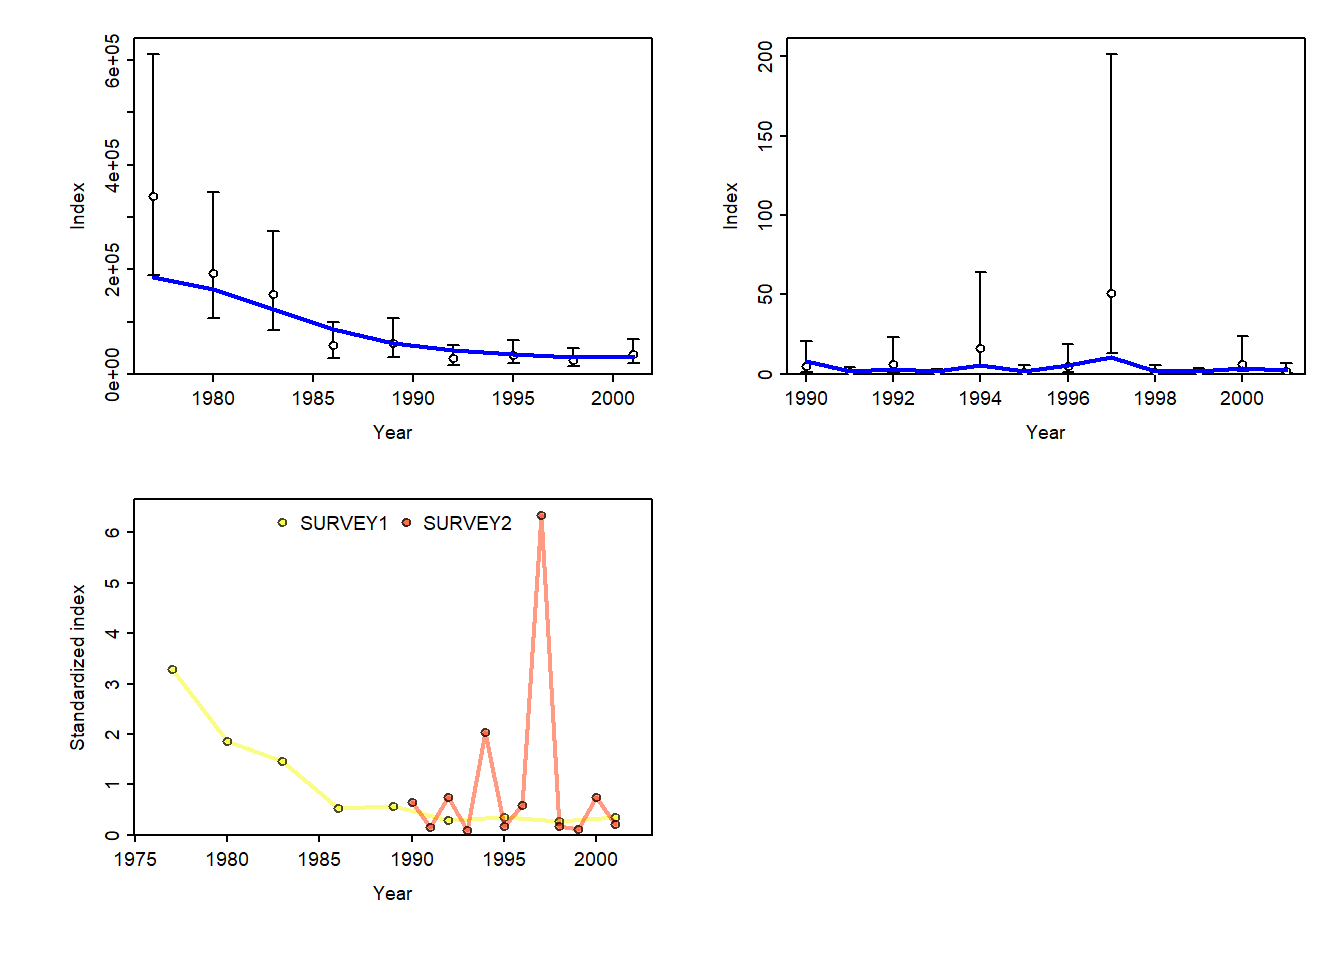 6e+05
4e+05
2e+05
0e+00
Index
1980 1985 1990 1995 2000
Year
200
150
100
50
0
Index
1990 1992 1994 1996 1998 2000
Year
SURVEY1 SURVEY2
6
5
4
3
2
1
0
Standardized index
1975 1980 1985 1990 1995 2000
Year